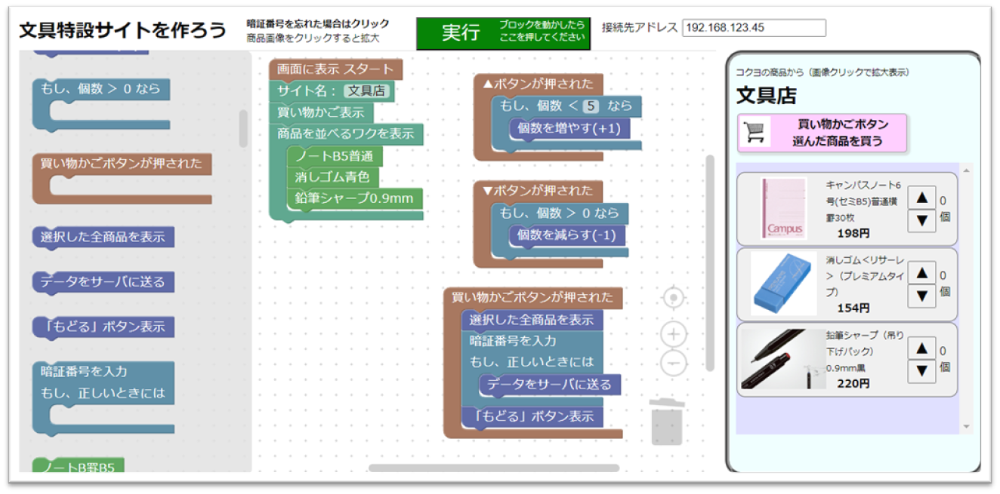 文具特設サイトを作ろう
暗証番号を忘れた場合はクリック
商品画像をクリックすると拡大
実行
ブロックを動かしたら
ここを押してください
接続先アドレス 192.168.123.45
もし、個数 > 0 なら
買い物かごボタンが押された
選択した全商品を表示
データをサーバに送る
「もどる」ボタン表示
暗証番号を入力
もし、正しいときには
ノートB罫B5
画面に表示 スタート
サイト名: 文具店
買い物かご表示
商品を並べるワクを表示
ノートB5普通
消しゴム青色
鉛筆シャープ0.9mm
▲ボタンが押された
もし、個数 < 5 なら
個数を増やす(+1)
▼ボタンが押された
もし、個数 > 0 なら
個数を減らす(-1)
買い物かごボタンが押された
選択した全商品を表示
暗証番号を入力
もし、正しいときには
データをサーバに送る
「もどる」ボタン表示
コクヨの商品から(画像クリックで拡大表示)
文具店
買い物かごボタン
選んだ商品を買う
Campus
キャンパスノート6
号(セミB5)普通横
罫30枚
198円
▲
▼
0
個
消しゴム<リサーレ
>(プレミアムタイ
プ)
154円
▲
▼
0
個
鉛筆シャープ(吊り
下げパック)
0.9mm黒
220円
▲
▼
0
個